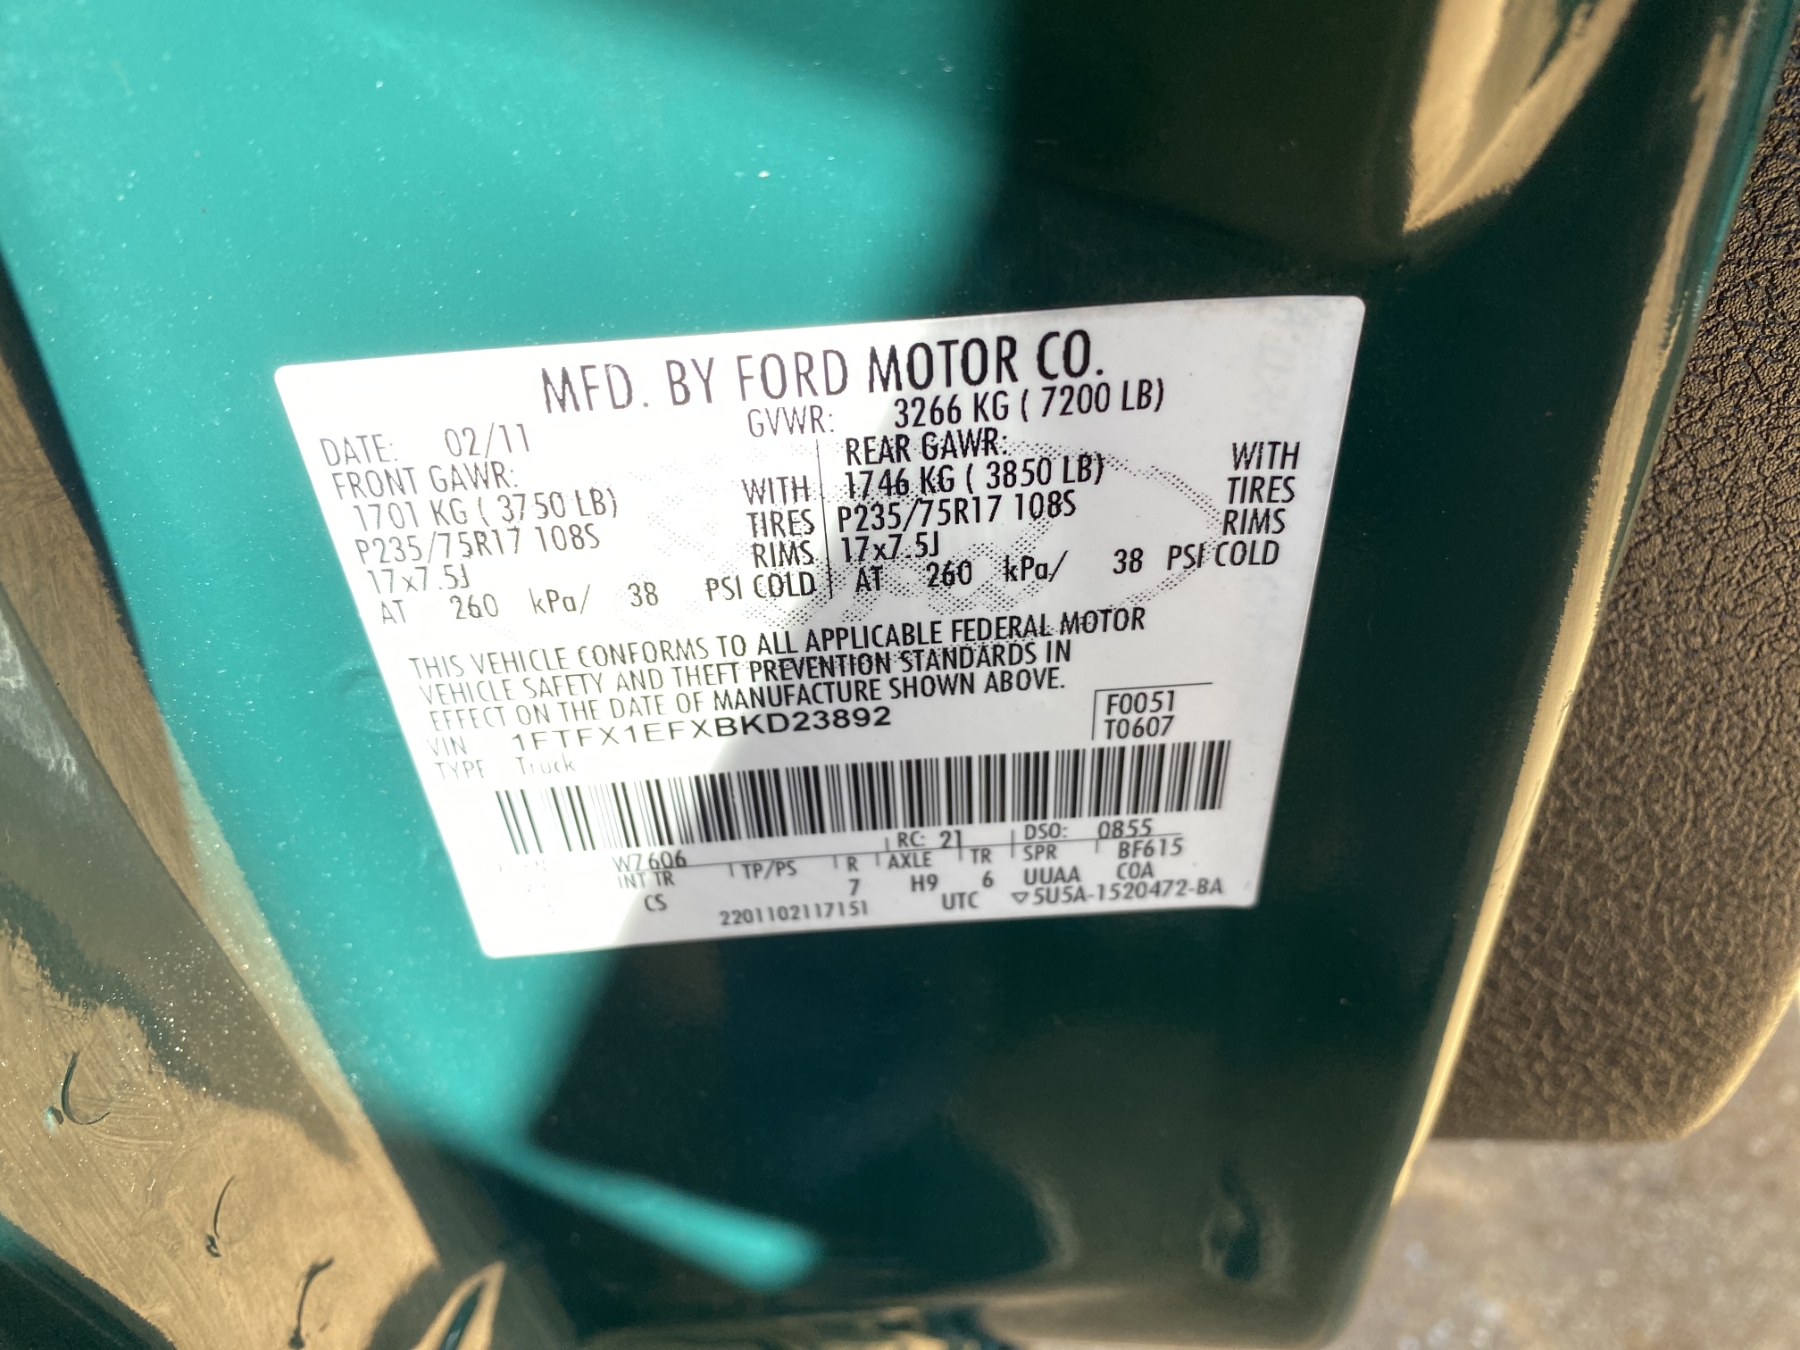 MFD. BY FORD MOTOR CO.
DATE: 02/11 GVWR: 3266 KG ( 7200 LB)
FRONT GAWR: REAR GAWR:
1701 KG ( 3750 LB) WITH 1746 KG ( 3850 LB) WITH
P235/75R17 108S TIRES P235/75R17 108S TIRES
17x7.5J RIMS 17x7.5J RIMS
AT 260 kPa/ 38 PSI COLD AT 260 kPa/ 38 PSI COLD
THIS VEHICLE CONFORMS TO ALL APPLICABLE FEDERAL MOTOR
VEHICLE SAFETY AND THEFT PREVENTION STANDARDS IN
EFFECT ON THE DATE OF MANUFACTURE SHOWN ABOVE.
VIN 1FTFX1EFXBKD23892 F0051
TYPE Truck T0607
WZ606 RC: 21 DSO: 0855
INT TR TP/PS R AXLE TR SPR BF615
CS 7 H9 6 UUAA COA
2201102117151 UTC ▽5U5A-1520472-BA